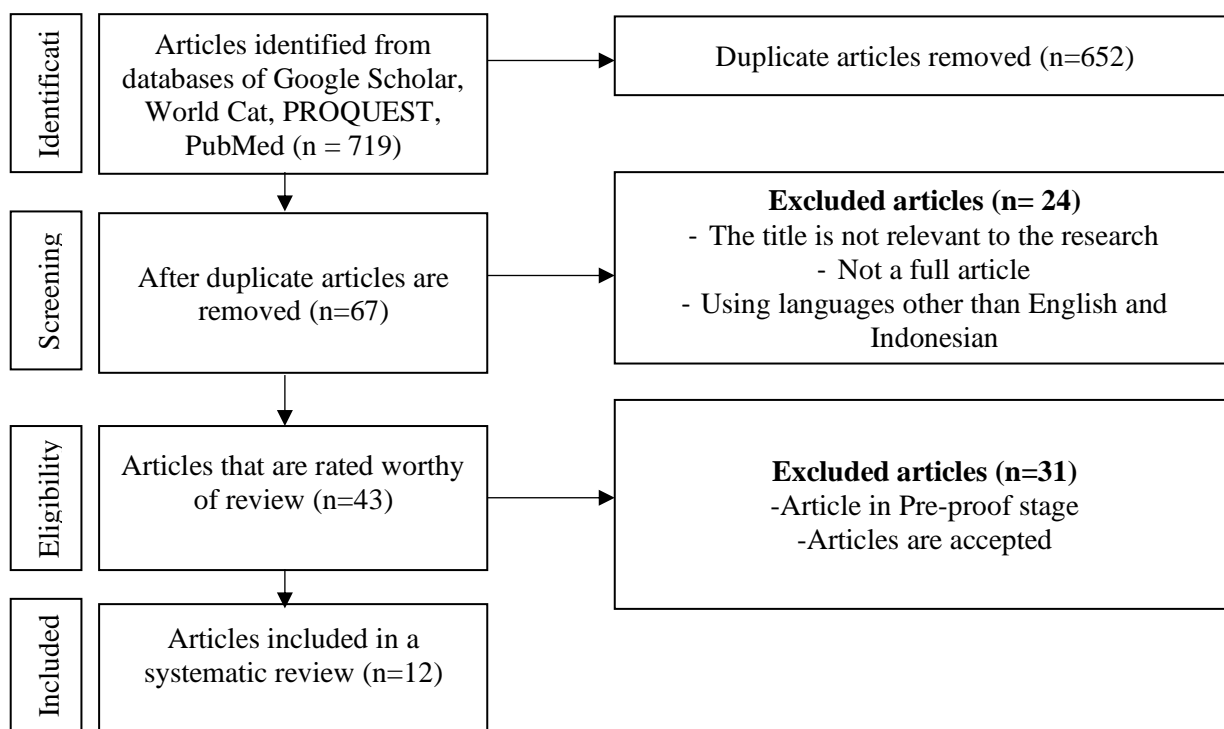 Identificati
Articles identified from
databases of Google Scholar,
World Cat, PROQUEST,
PubMed (n = 719)
Duplicate articles removed (n=652)
Screening
After duplicate articles are
removed (n=67)
Excluded articles (n= 24)
- The title is not relevant to the research
- Not a full article
- Using languages other than English and
Indonesian
Eligibility
Articles that are rated worthy
of review (n=43)
Excluded articles (n=31)
-Article in Pre-proof stage
-Articles are accepted
Included
Articles included in a
systematic review (n=12)